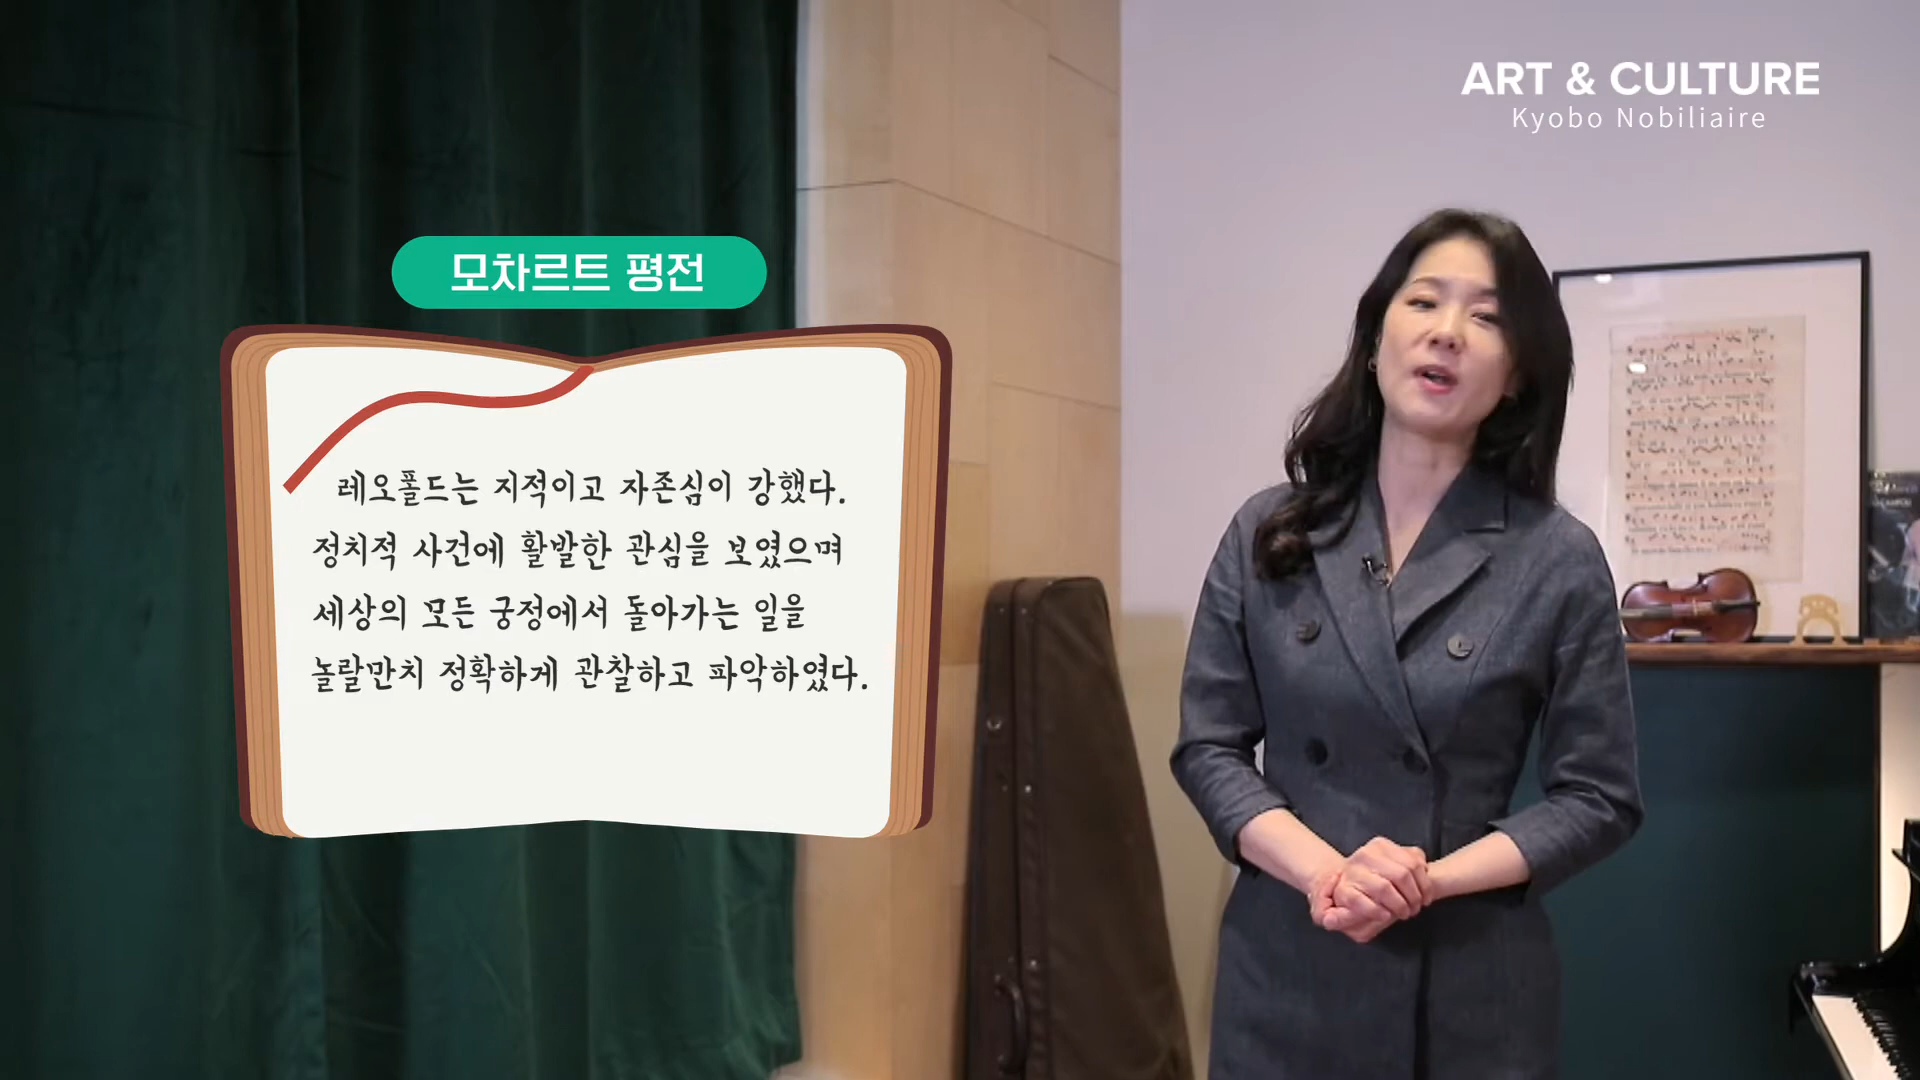 ART & CULTURE
Kyobo Nobiliaire
모차르트 평전
레오폴드는 지적이고 자존심이 강했다.
정치적 사건에 활발한 관심을 보였으며
세상의 모든 궁정에서 돌아가는 일을
놀랄만치 정확하게 관찰하고 파악하였다.